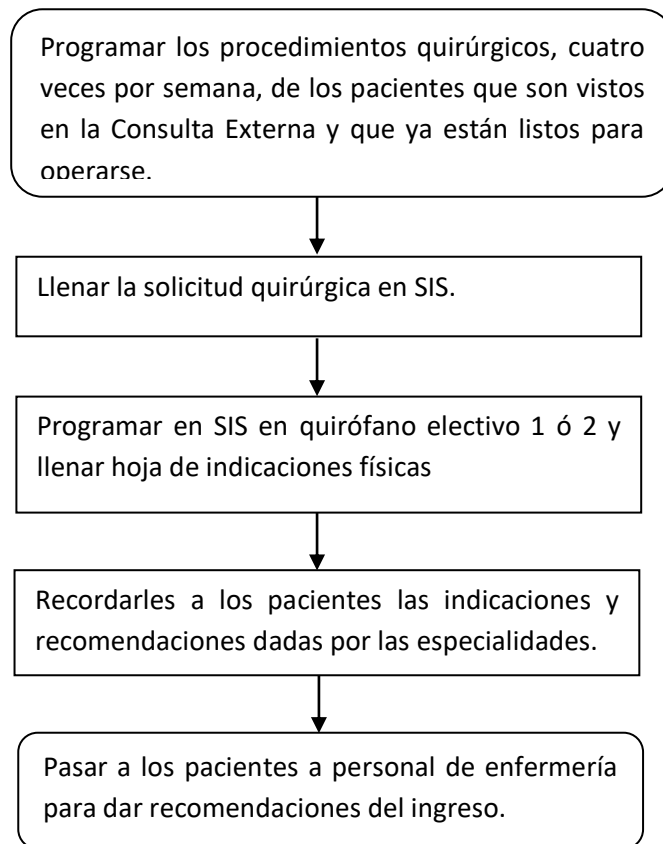 Programar los procedimientos quirúrgicos, cuatro
veces por semana, de los pacientes que son vistos
en la Consulta Externa y que ya están listos para
operarse.
Llenar la solicitud quirúrgica en SIS.
Programar en SIS en quirófano electivo 1 ó 2 y
llenar hoja de indicaciones físicas
Recordarles a los pacientes las indicaciones y
recomendaciones dadas por las especialidades.
Pasar a los pacientes a personal de enfermería
para dar recomendaciones del ingreso.